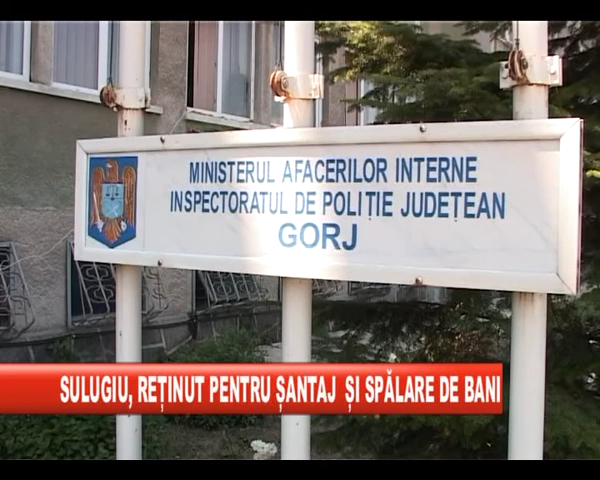 MINISTERUL AFACERILOR INTERNE
INSPECTORATUL DE POLIȚIE JUDEȚEAN
GORJ
SULUGIU, REȚINUT PENTRU ȘANTAJ ȘI SPĂLARE DE BANI